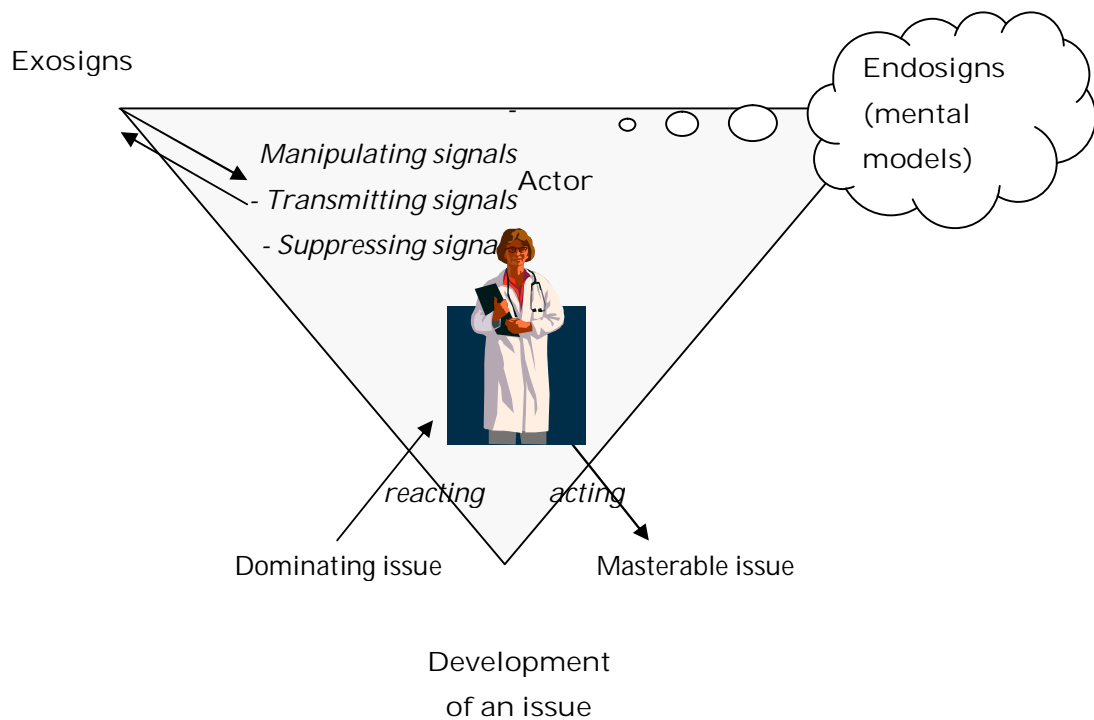 Exosigns
Endosigns
(mental
models)
-
Manipulating signals
Actor
- Transmitting signals
- Suppressing signa
reacting
acting
Dominating issue
Masterable issue
Development
of an issue